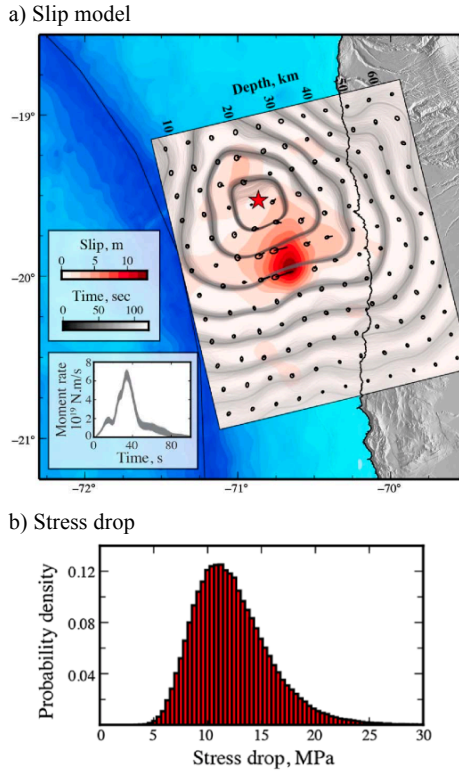 a) Slip model
Depth, km
10 20 30 40 50 60
−19°
−20°
−21°
Slip, m
0 5 10
Time, sec
0 50 100
Moment rate
10¹⁹ N.m/s
8
6
4
2
0
0 40 80
Time, s
−72° −71° −70°
b) Stress drop
Probability density
0.12
0.08
0.04
0 5 10 15 20 25 30
Stress drop, MPa